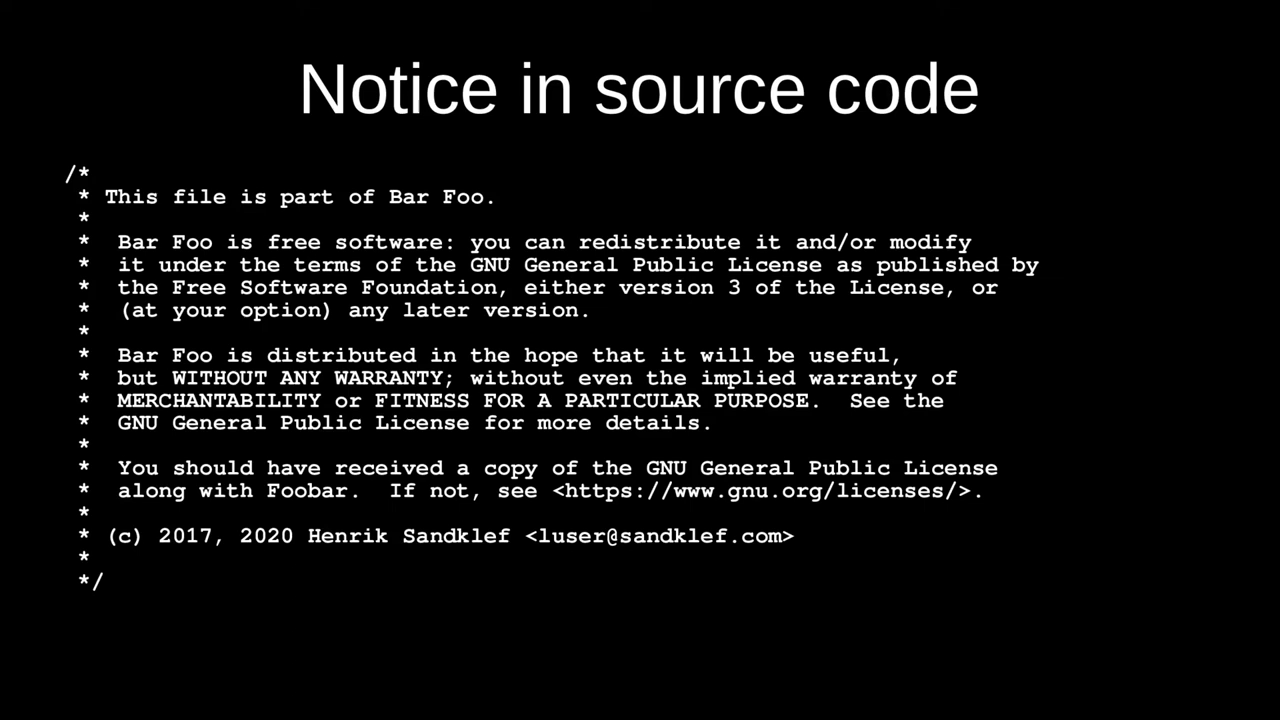 Notice in source code
/*
* This file is part of Bar Foo.
*
* Bar Foo is free software: you can redistribute it and/or modify
* it under the terms of the GNU General Public License as published by
* the Free Software Foundation, either version 3 of the License, or
* (at your option) any later version.
*
* Bar Foo is distributed in the hope that it will be useful,
* but WITHOUT ANY WARRANTY; without even the implied warranty of
* MERCHANTABILITY or FITNESS FOR A PARTICULAR PURPOSE.  See the
* GNU General Public License for more details.
*
* You should have received a copy of the GNU General Public License
* along with Foobar.  If not, see <https://www.gnu.org/licenses/>.
*
* (c) 2017, 2020 Henrik Sandklef <luser@sandklef.com>
*
*/